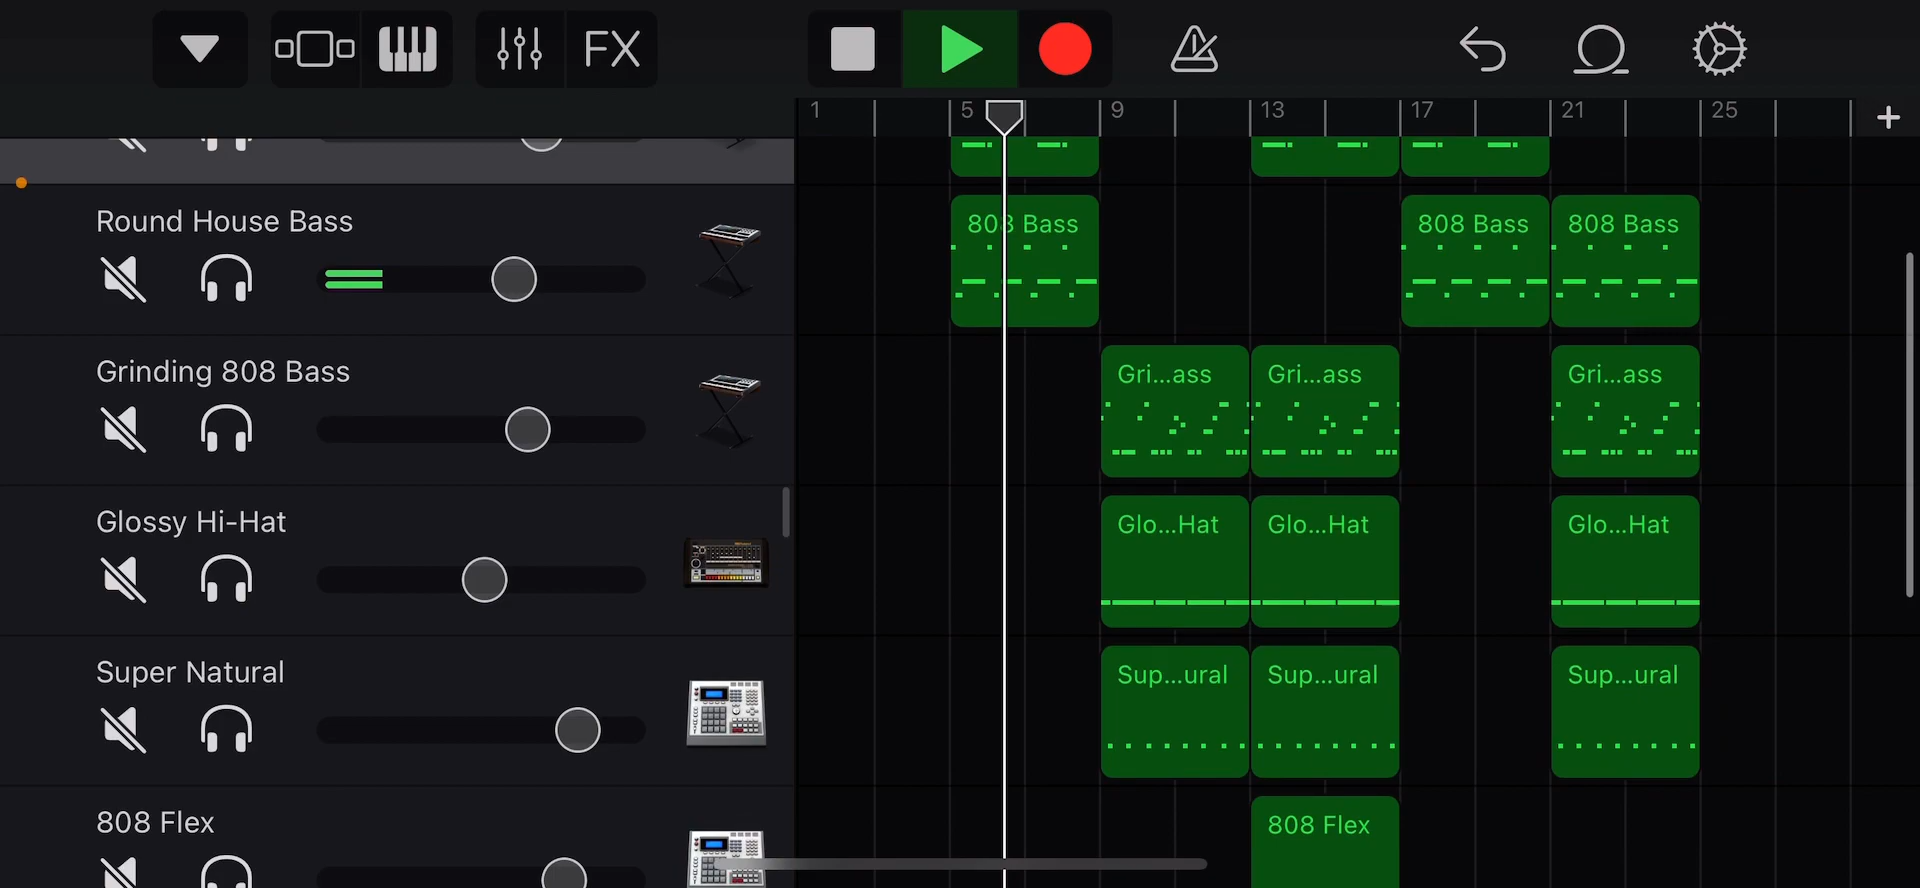 FX
1 5 9 13 17 21 25
Round House Bass
808 Bass 808 Bass 808 Bass
Grinding 808 Bass
Gri...ass Gri...ass Gri...ass
Glossy Hi-Hat
Glo...Hat Glo...Hat Glo...Hat
Super Natural
Sup...ural Sup...ural Sup...ural
808 Flex
808 Flex